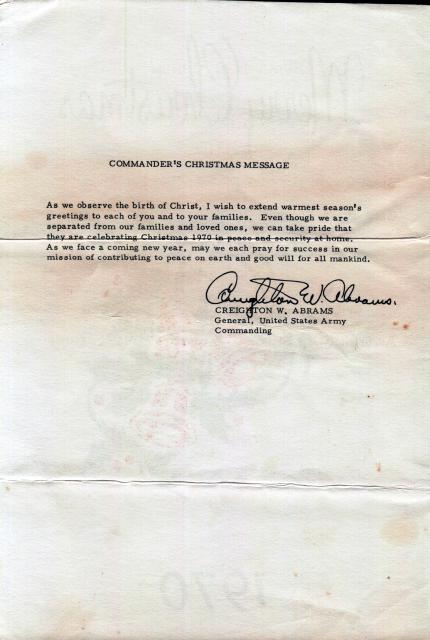 Merry Christmas
COMMANDER'S CHRISTMAS MESSAGE
As we observe the birth of Christ, I wish to extend warmest season's
greetings to each of you and to your families.  Even though we are
separated from our families and loved ones, we can take pride that
they are celebrating Christmas 1970 in peace and security at home.
As we face a coming new year, may we each pray for success in our
mission of contributing to peace on earth and good will for all mankind.
Creighton W. Abrams.
CREIGHTON W. ABRAMS
General, United States Army
Commanding
1970